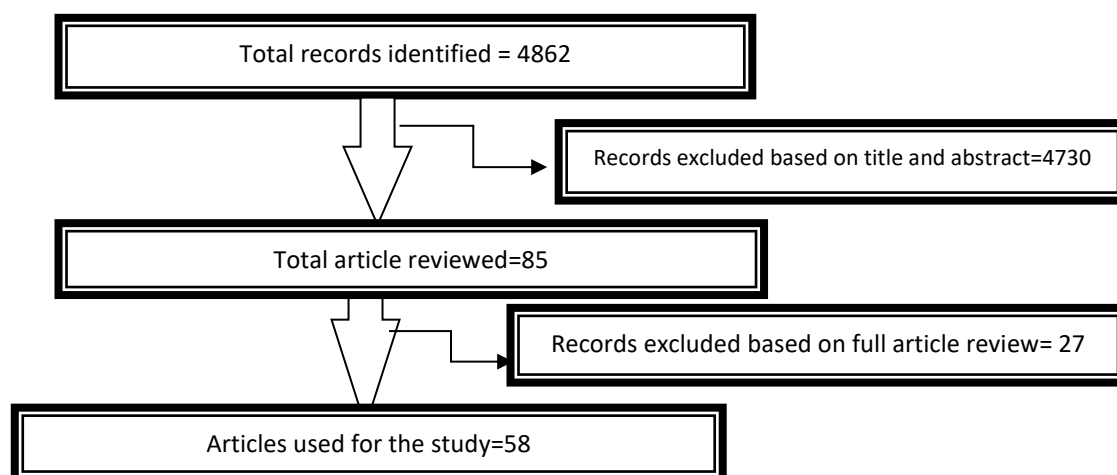 Total records identified = 4862
Records excluded based on title and abstract=4730
Total article reviewed=85
Records excluded based on full article review= 27
Articles used for the study=58